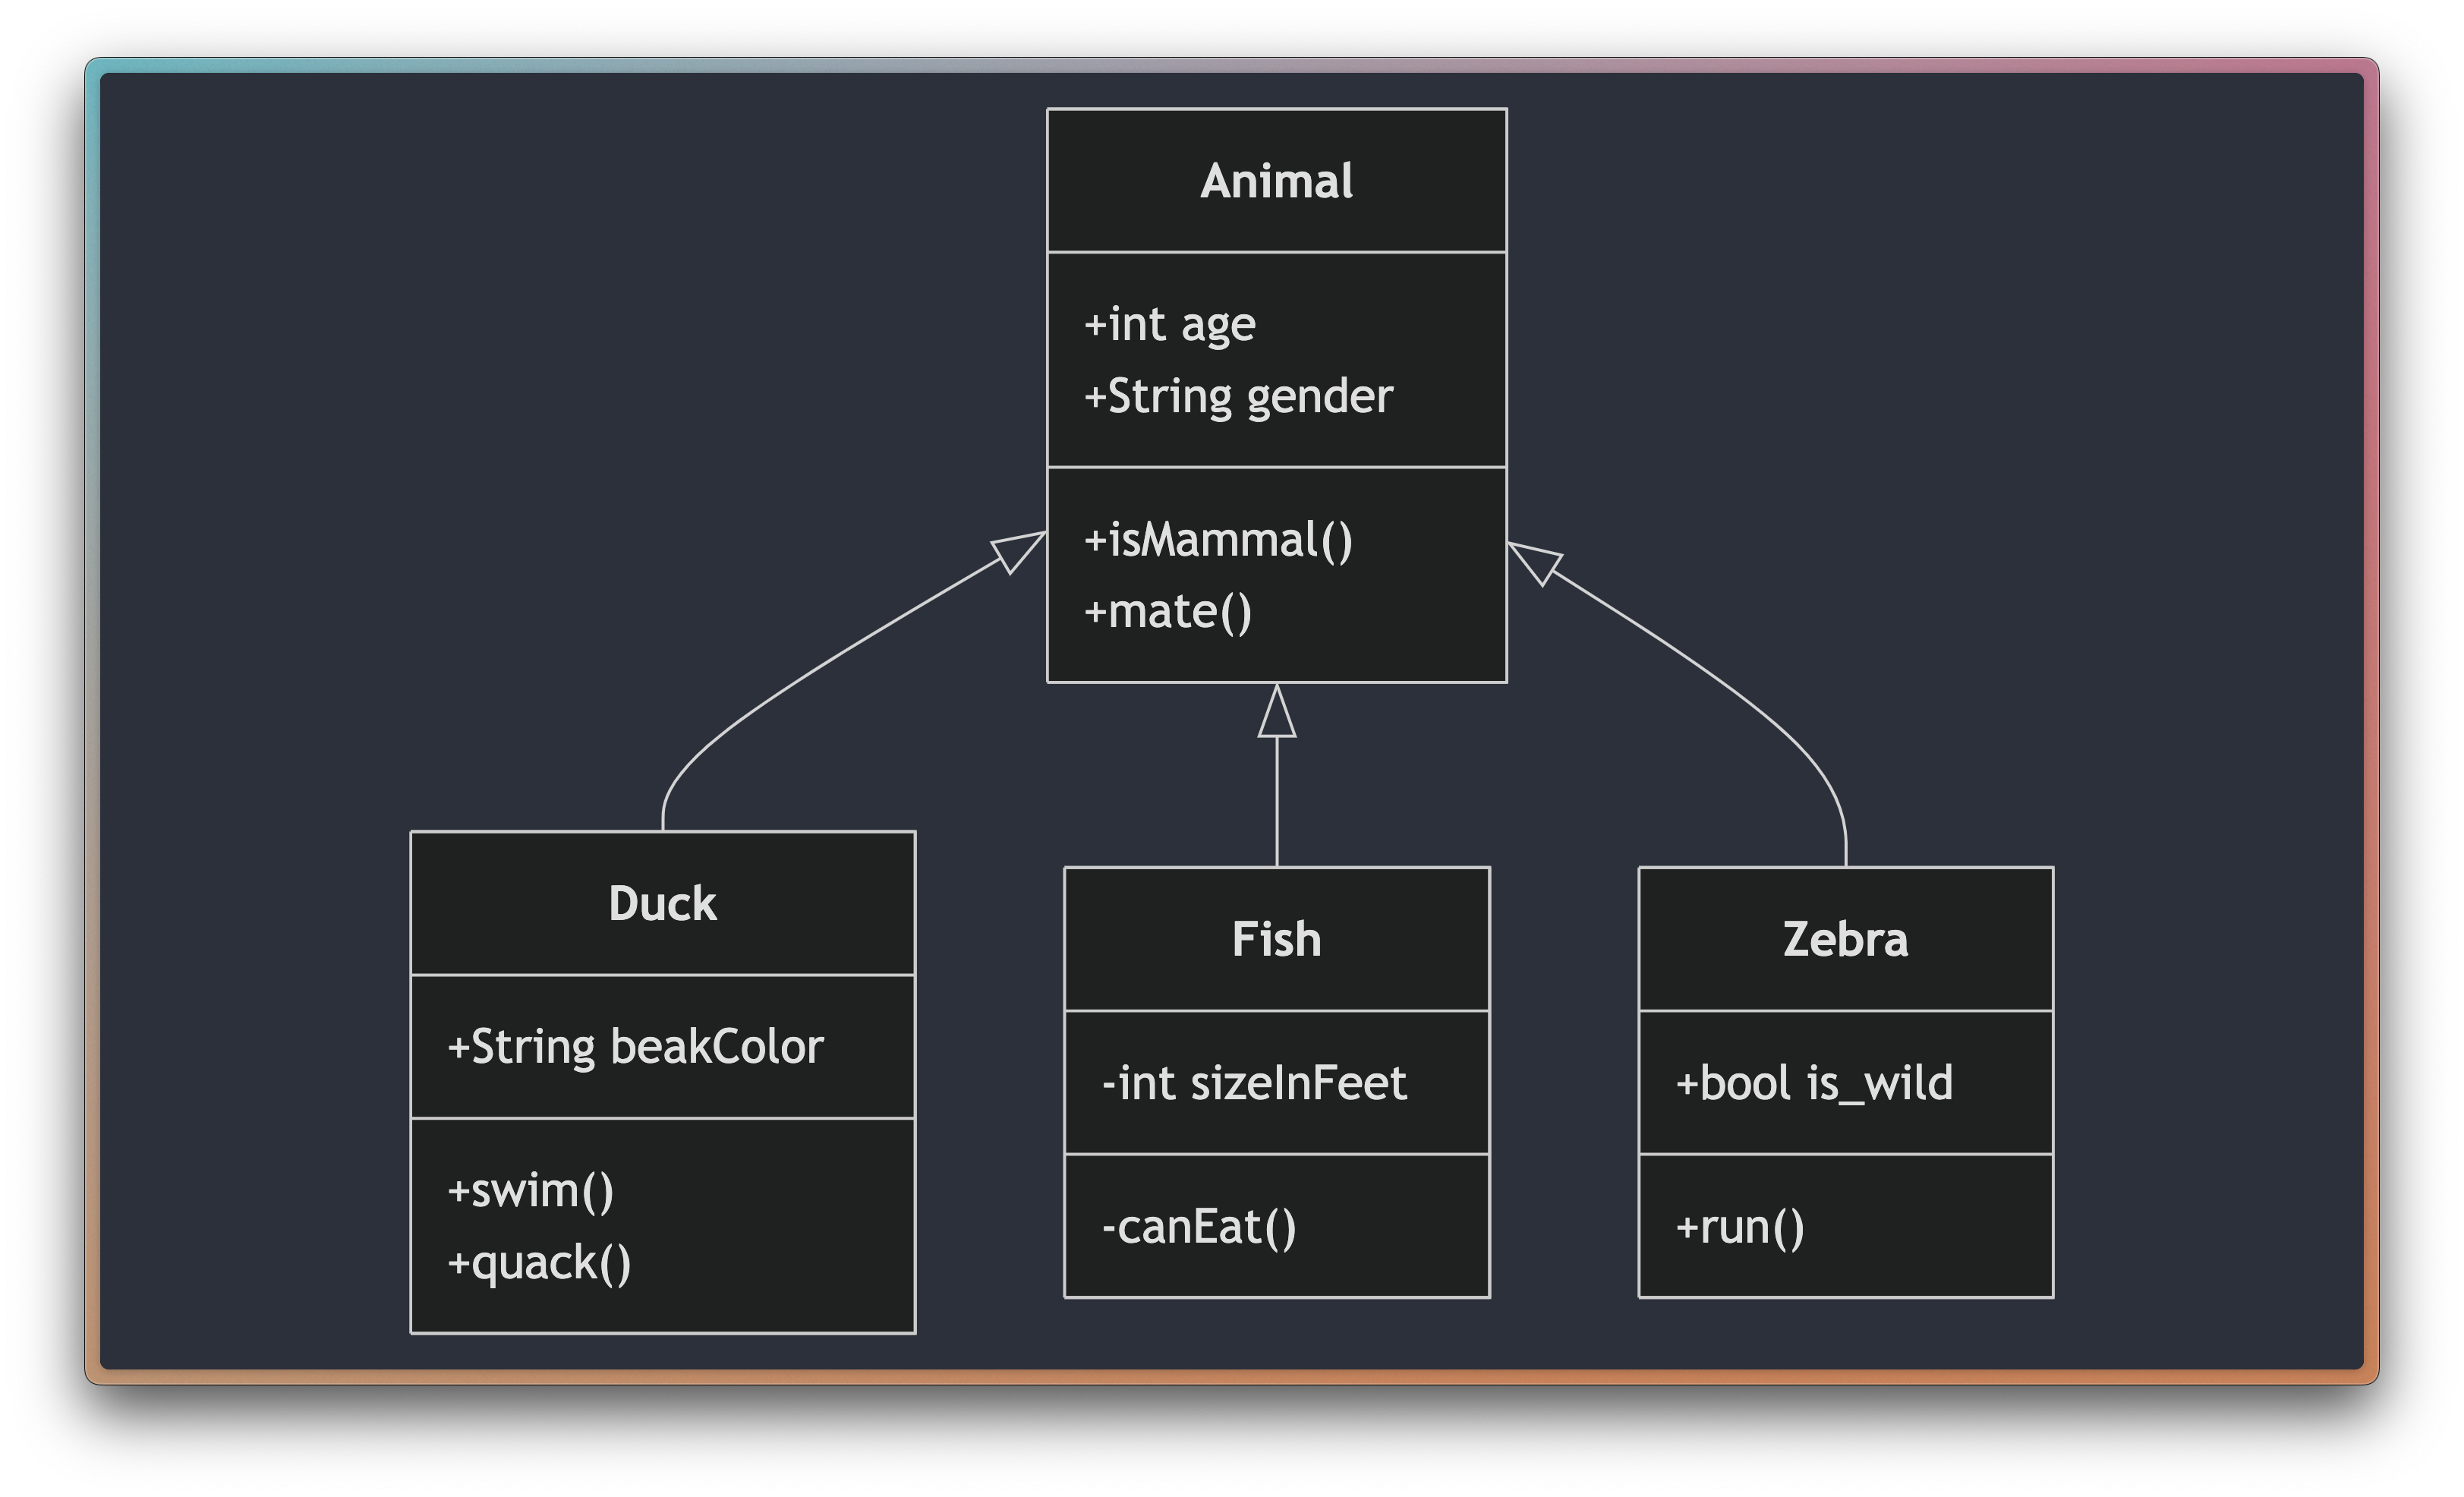 Animal
+int age
+String gender
+isMammal()
+mate()
Duck
+String beakColor
+swim()
+quack()
Fish
-int sizeInFeet
-canEat()
Zebra
+bool is_wild
+run()